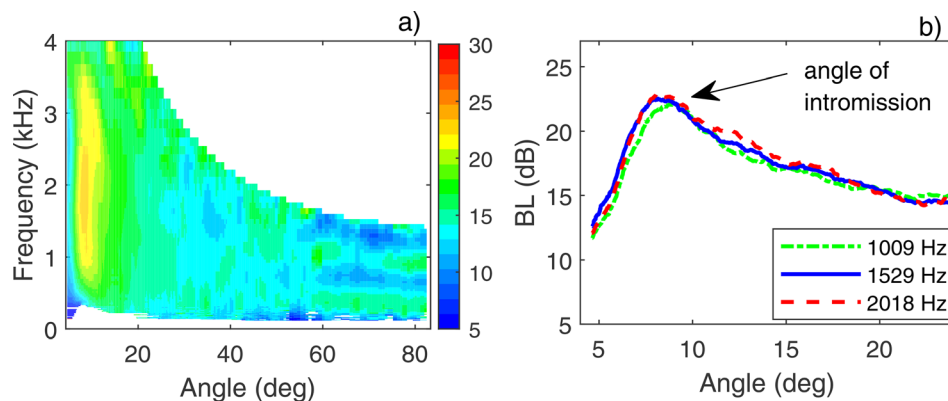 a)
Frequency (kHz)
4
3
2
1
0
20
40
60
80
Angle (deg)
30
25
20
15
10
5
b)
BL (dB)
25
20
15
10
5
angle of
intromission
1009 Hz
1529 Hz
2018 Hz
5
10
15
20
Angle (deg)